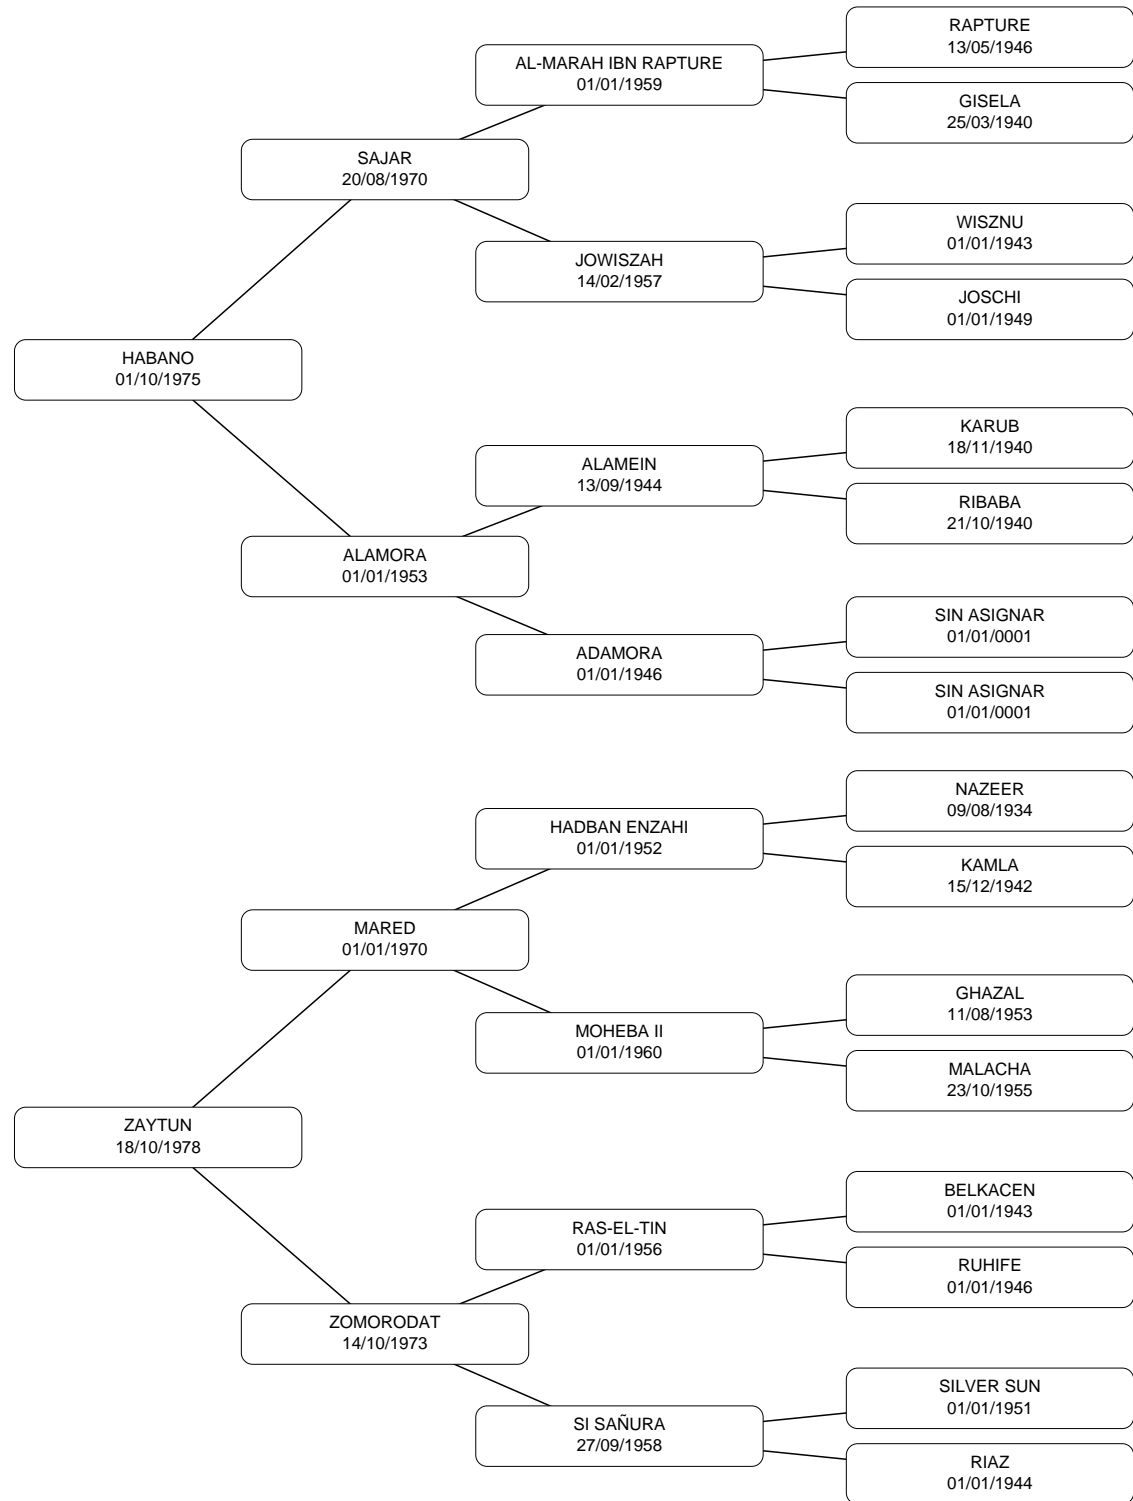 RAPTURE
13/05/1946
AL-MARAH IBN RAPTURE
01/01/1959
GISELA
25/03/1940
SAJAR
20/08/1970
WISZNU
01/01/1943
JOWISZAH
14/02/1957
JOSCHI
01/01/1949
HABANO
01/10/1975
KARUB
18/11/1940
ALAMEIN
13/09/1944
RIBABA
21/10/1940
ALAMORA
01/01/1953
SIN ASIGNAR
01/01/0001
ADAMORA
01/01/1946
SIN ASIGNAR
01/01/0001
NAZEER
09/08/1934
HADBAN ENZAHI
01/01/1952
KAMLA
15/12/1942
MARED
01/01/1970
GHAZAL
11/08/1953
MOHEBA II
01/01/1960
MALACHA
23/10/1955
ZAYTUN
18/10/1978
BELKACEN
01/01/1943
RAS-EL-TIN
01/01/1956
RUHIFE
01/01/1946
ZOMORODAT
14/10/1973
SILVER SUN
01/01/1951
SI SAÑURA
27/09/1958
RIAZ
01/01/1944